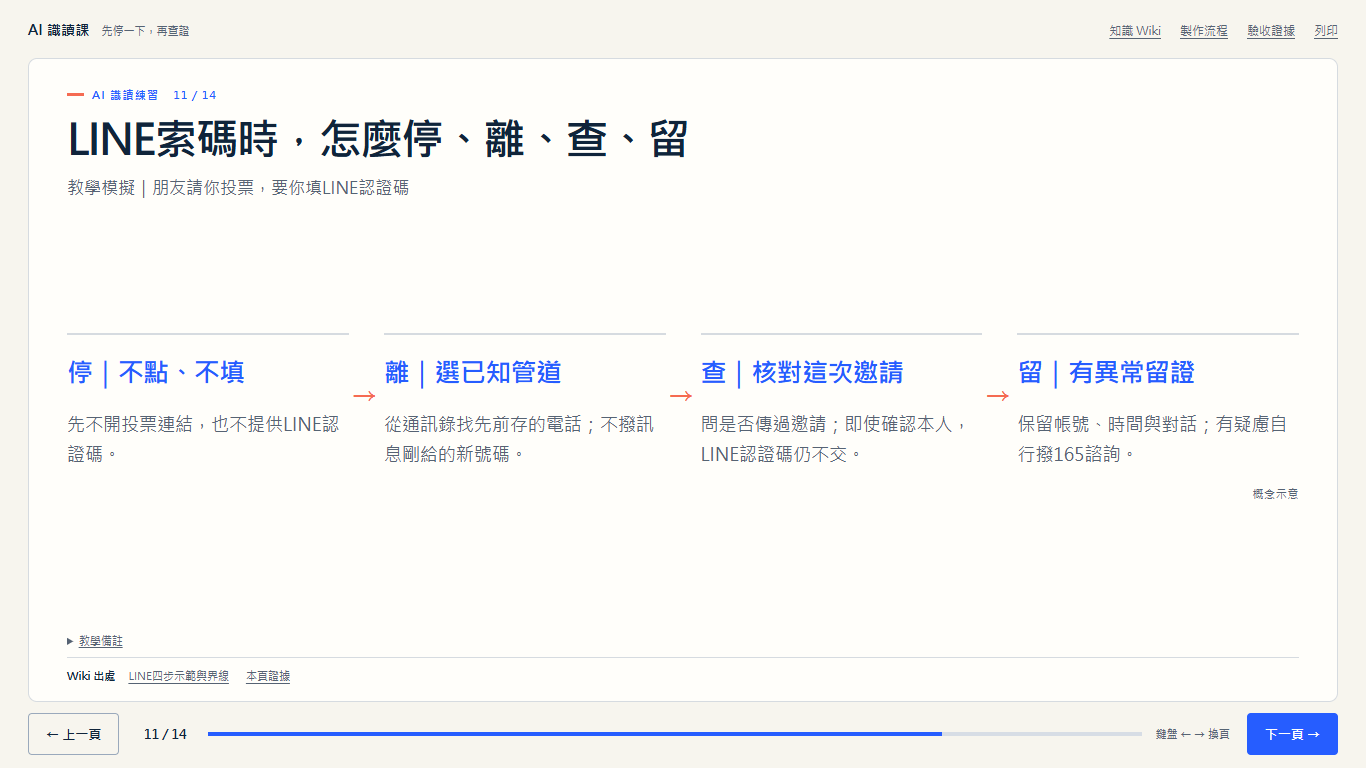 AI 識讀課 先停一下，再查證
知識 Wiki 製作流程 驗收證據 列印
AI 識讀練習 11 / 14
LINE索碼時，怎麼停、離、查、留
教學模擬｜朋友請你投票，要你填LINE認證碼
停｜不點、不填
先不開投票連結，也不提供LINE認
證碼。
→
離｜選已知管道
從通訊錄找先前存的電話；不撥訊
息剛給的新號碼。
→
查｜核對這次邀請
問是否傳過邀請；即使確認本人，
LINE認證碼仍不交。
→
留｜有異常留證
保留帳號、時間與對話；有疑慮自
行撥165諮詢。
概念示意
▶ 教學備註
Wiki 出處 LINE四步示範與界線 本頁證據
← 上一頁 11 / 14 鍵盤 ← → 換頁 下一頁 →